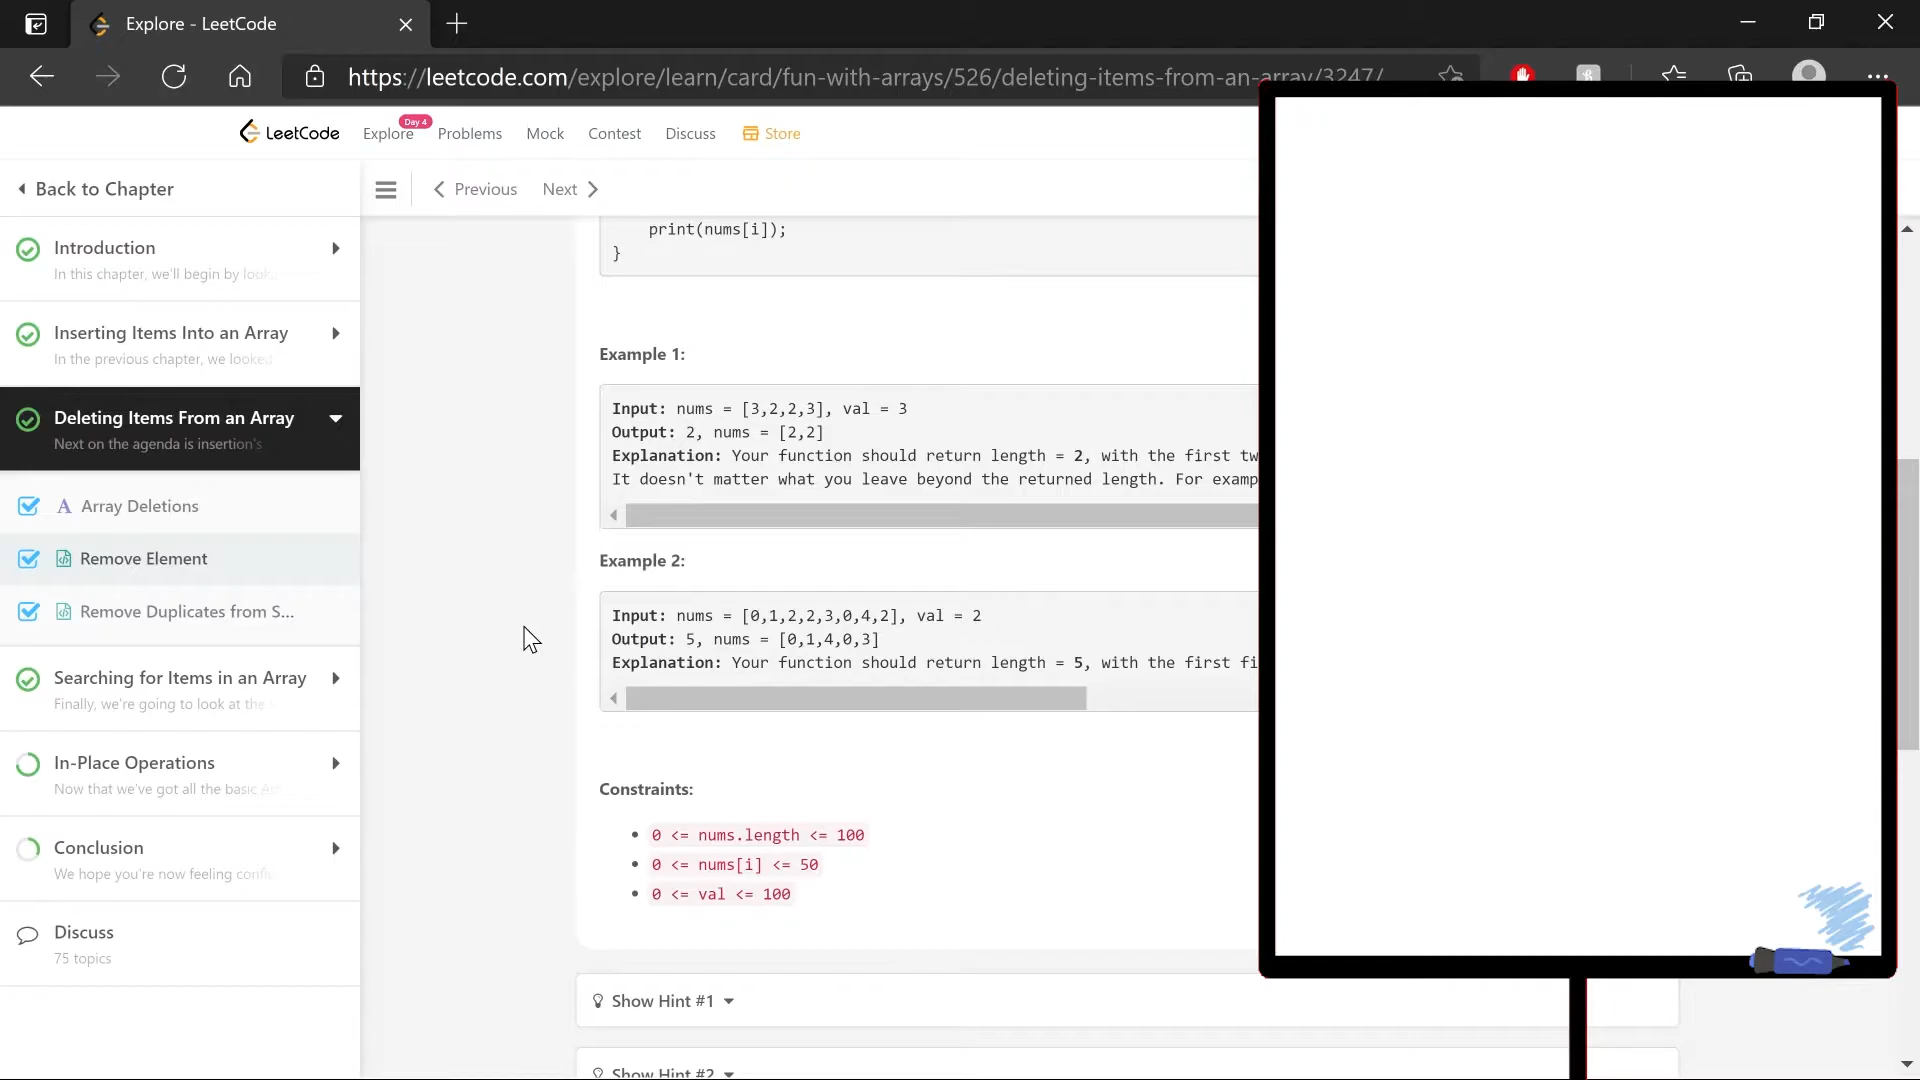 Explore - LeetCode
https://leetcode.com/explore/learn/card/fun-with-arrays/526/deleting-items-from-an-array/3247/
LeetCode
Explore
Day 4
Problems
Mock
Contest
Discuss
Store
Back to Chapter
Previous
Next
Introduction
In this chapter, we'll begin by
Inserting Items Into an Array
In the previous chapter, we looked
Deleting Items From an Array
Next on the agenda is insertion's
A Array Deletions
Remove Element
Remove Duplicates from S...
Searching for Items in an Array
Finally, we're going to look at the
In-Place Operations
Now that we've got all the basic
Conclusion
We hope you're now feeling
Discuss
75 topics
print(nums[i]);
}
Example 1:
Input: nums = [3,2,2,3], val = 3
Output: 2, nums = [2,2]
Explanation: Your function should return length = 2, with the first tw
It doesn't matter what you leave beyond the returned length. For examp
Example 2:
Input: nums = [0,1,2,2,3,0,4,2], val = 2
Output: 5, nums = [0,1,4,0,3]
Explanation: Your function should return length = 5, with the first fi
Constraints:
0 <= nums.length <= 100
0 <= nums[i] <= 50
0 <= val <= 100
Show Hint #1
Show Hint #2